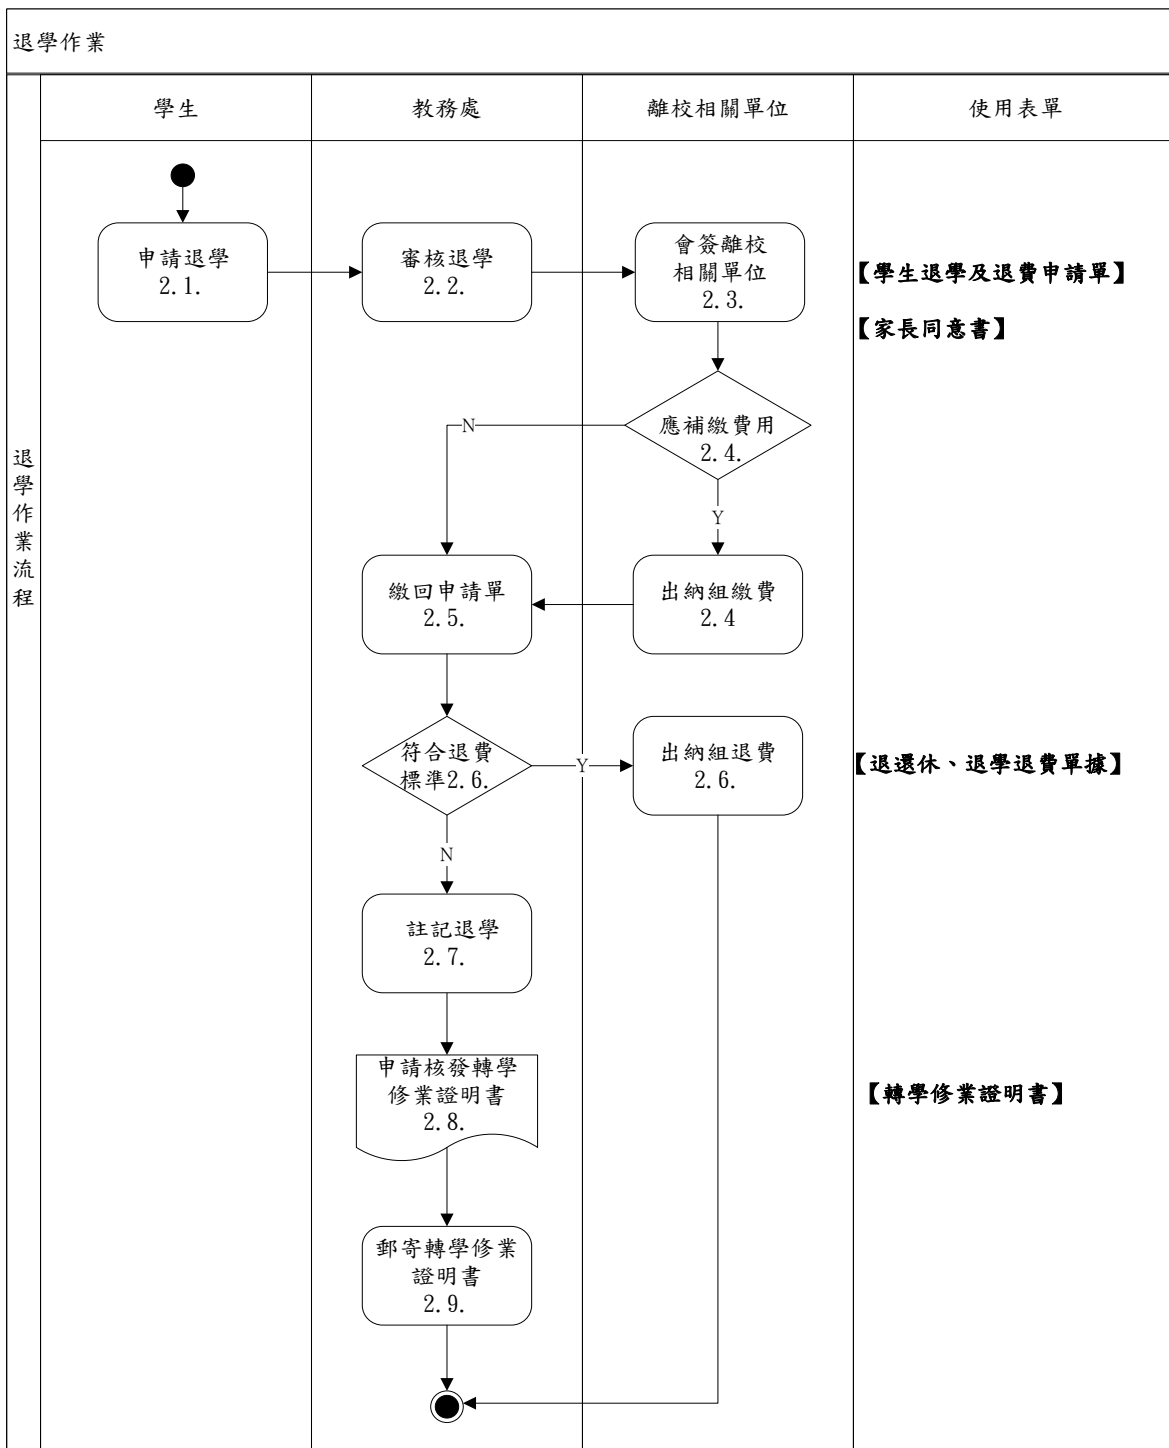 退學作業
學生
教務處
離校相關單位
使用表單
退學作業流程
申請退學
2.1.
審核退學
2.2.
會簽離校
相關單位
2.3.
【學生退學及退費申請單】
【家長同意書】
應補繳費用
2.4.
N
Y
繳回申請單
2.5.
出納組繳費
2.4
符合退費
標準2.6.
Y
出納組退費
2.6.
【退還休、退學退費單據】
N
註記退學
2.7.
申請核發轉學
修業證明書
2.8.
【轉學修業證明書】
郵寄轉學修業
證明書
2.9.